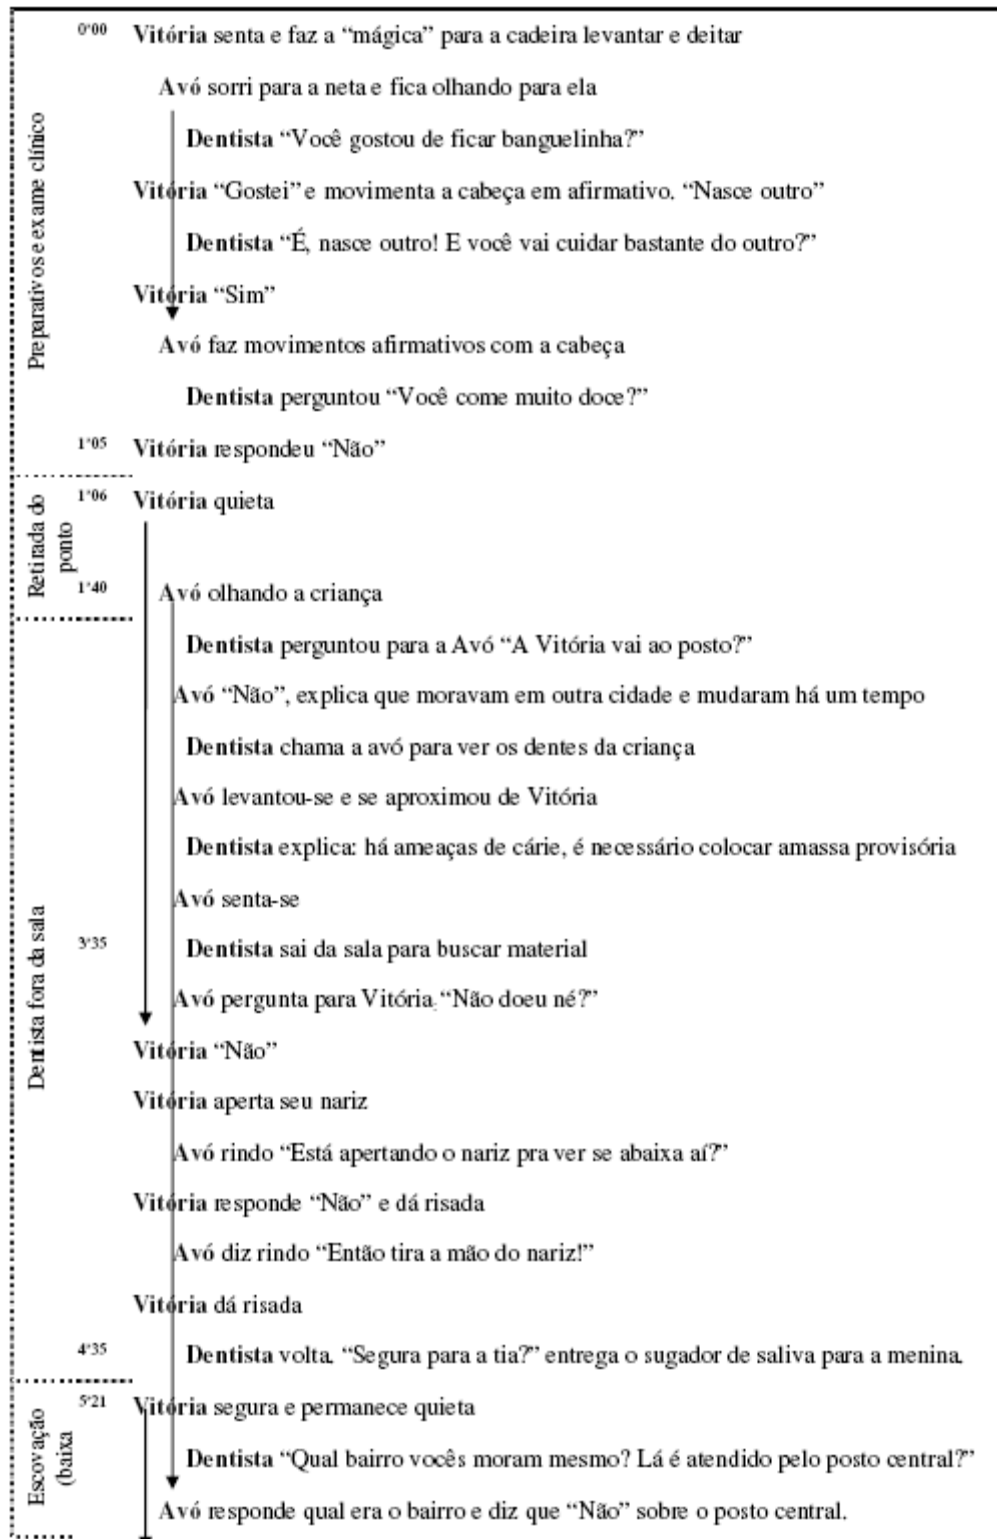 0'00 Vitória senta e faz a “mágica” para a cadeira levantar e deitar
Avó sorri para a neta e fica olhando para ela
Dentista “Você gostou de ficar banguelinha?”
Vitória “Gostei” e movimenta a cabeça em afirmativo. “Nasce outro”
Dentista “É, nasce outro! E você vai cuidar bastante do outro?”
Vitória “Sim”
Avó faz movimentos afirmativos com a cabeça
Dentista perguntou “Você come muito doce?”
1'05 Vitória respondeu “Não”
Preparativos e exame clínico
1'06 Vitória quieta
1'40 Avó olhando a criança
Retirada do
ponto
Dentista perguntou para a Avó “A Vitória vai ao posto?”
Avó “Não”, explica que moravam em outra cidade e mudaram há um tempo
Dentista chama a avó para ver os dentes da criança
Avó levantou-se e se aproximou de Vitória
Dentista explica: há ameaças de cárie, é necessário colocar amassa provisória
Avó senta-se
3'35 Dentista sai da sala para buscar material
Avó pergunta para Vitória “Não doeu né?”
Vitória “Não”
Vitória aperta seu nariz
Avó rindo “Está apertando o nariz pra ver se abaixa aí?”
Vitória responde “Não” e dá risada
Avó diz rindo “Então tira a mão do nariz!”
Vitória dá risada
4'35 Dentista volta. “Segura para a tia?” entrega o sugador de saliva para a menina.
Dentista fora da sala
5'21 Vitória segura e permanece quieta
Dentista “Qual bairro vocês moram mesmo? Lá é atendido pelo posto central?”
Avó responde qual era o bairro e diz que “Não” sobre o posto central.
Escovação
(baixa